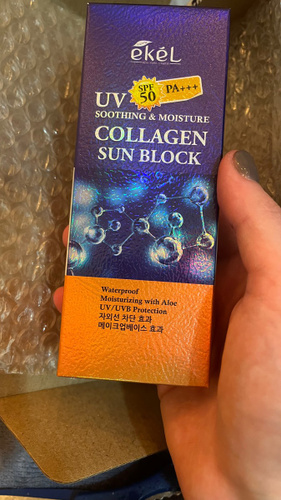 ekéL
UV
SPF
50
PA+++
SOOTHING & MOISTURE
COLLAGEN
SUN BLOCK
Waterproof
Moisturizing with Aloe
UV/UVB Protection
자외선 차단 효과
메이크업베이스 효과